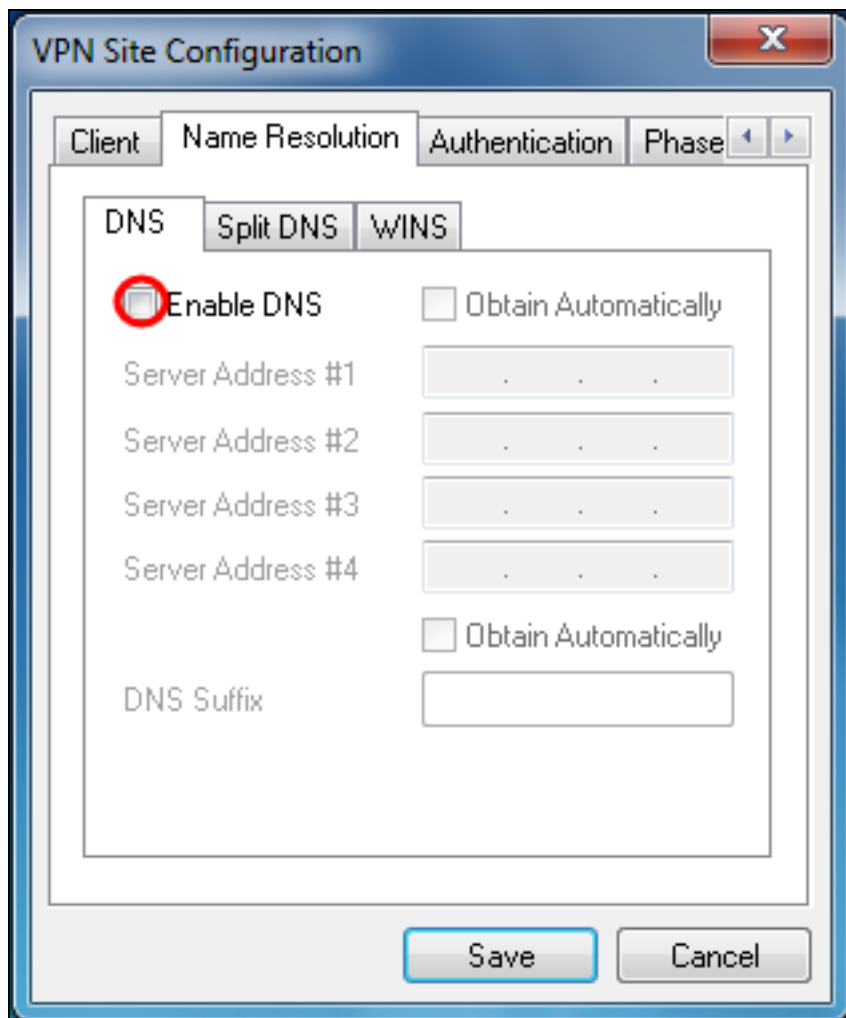 VPN Site Configuration
Client Name Resolution Authentication Phase
DNS Split DNS WINS
Enable DNS Obtain Automatically
Server Address #1 . . .
Server Address #2 . . .
Server Address #3 . . .
Server Address #4 . . .
Obtain Automatically
DNS Suffix
Save Cancel